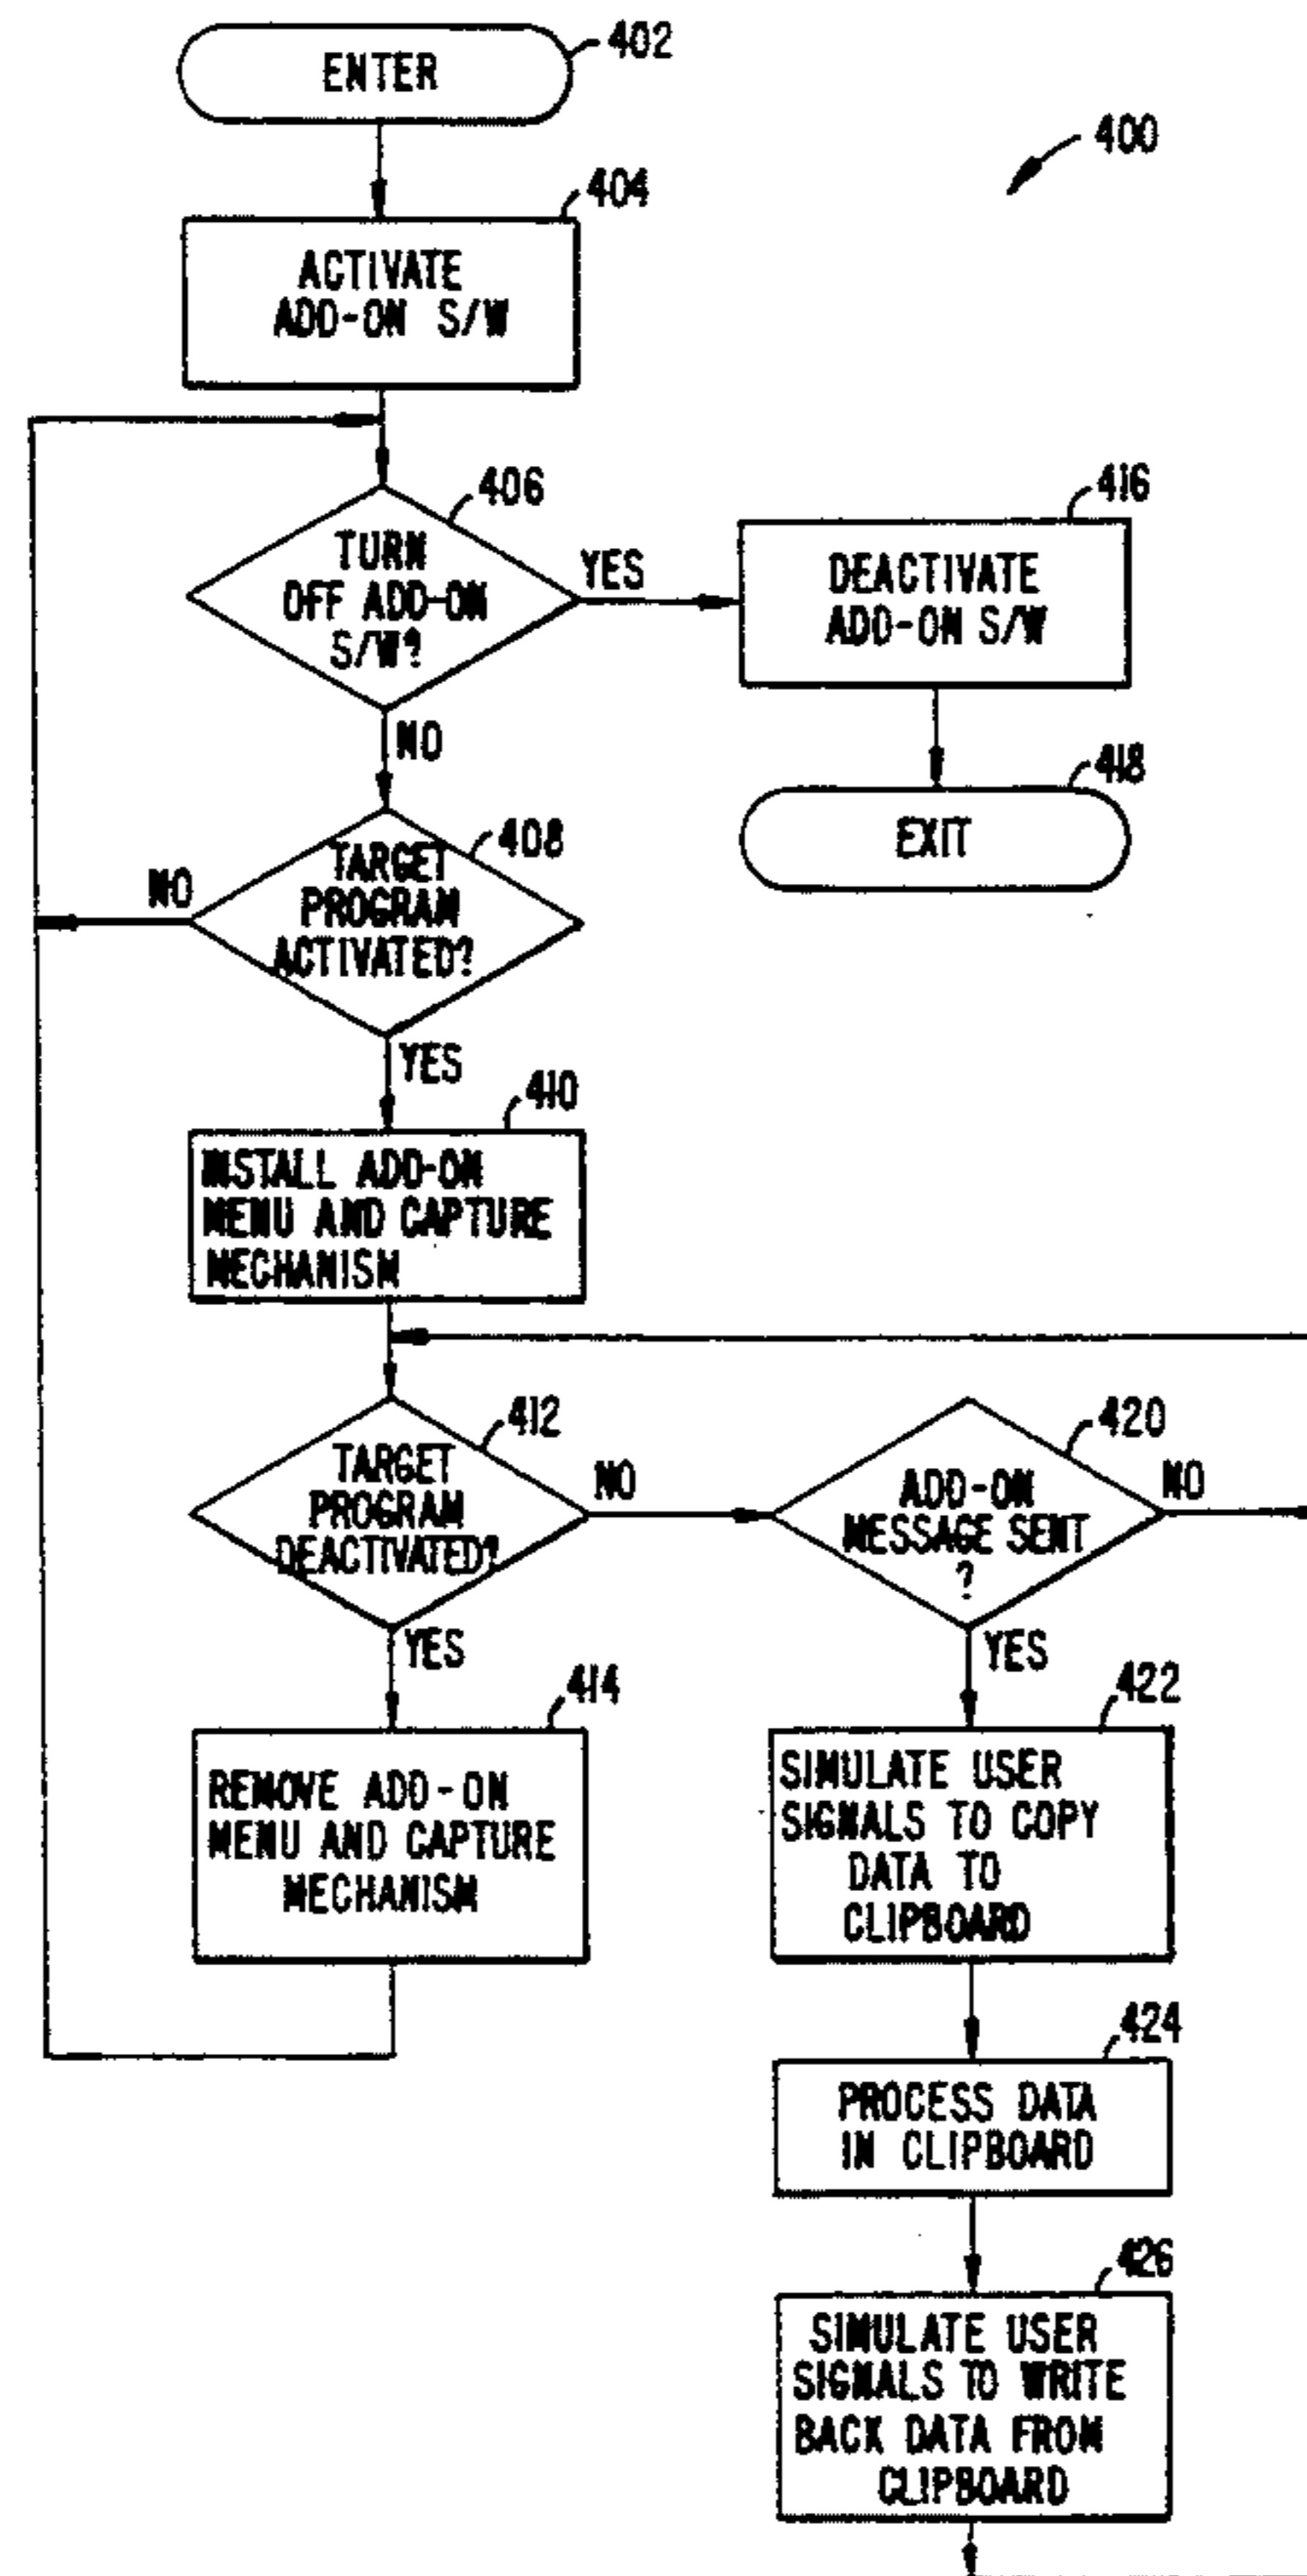 402
ENTER
400
404
ACTIVATE
ADD-ON S/W
406
TURN
OFF ADD-ON
S/W?
YES
416
DEACTIVATE
ADD-ON S/W
NO
418
EXIT
408
TARGET
PROGRAM
ACTIVATED?
NO
YES
410
INSTALL ADD-ON
MENU AND CAPTURE
MECHANISM
412
TARGET
PROGRAM
DEACTIVATED?
NO
420
ADD-ON
MESSAGE SENT
?
NO
YES
YES
414
REMOVE ADD-ON
MENU AND CAPTURE
MECHANISM
422
SIMULATE USER
SIGNALS TO COPY
DATA TO
CLIPBOARD
424
PROCESS DATA
IN CLIPBOARD
426
SIMULATE USER
SIGNALS TO WRITE
BACK DATA FROM
CLIPBOARD